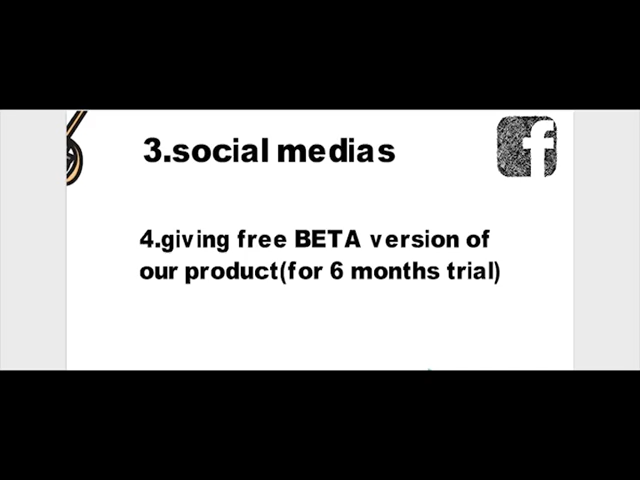 3.social medias
4.giving free BETA version of
our product(for 6 months trial)